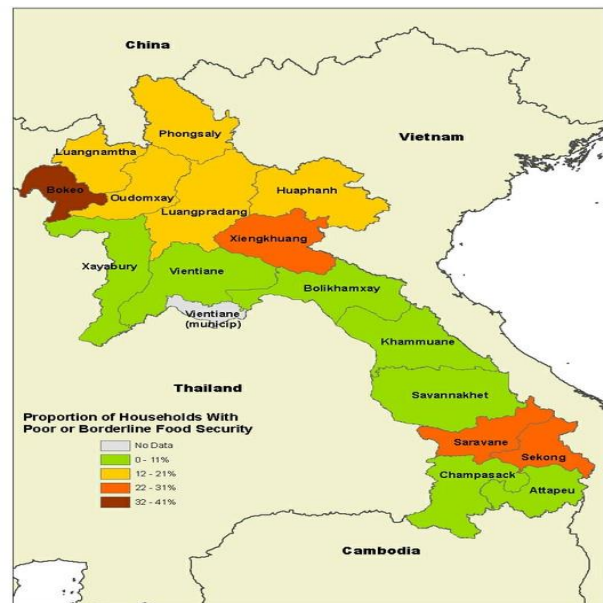 China
Vietnam
Phongsaly
Luangnamtha
Bokeo
Oudomxay
Huaphanh
Luangpradang
Xiengkhuang
Xayabury
Vientiane
Bolikhamxay
Vientiane
(municip)
Khammuane
Thailand
Savannakhet
Saravane
Sekong
Champasack
Attapeu
Cambodia
Proportion of Households With
Poor or Borderline Food Security
No Data
0 - 11%
12 - 21%
22 - 31%
32 - 41%